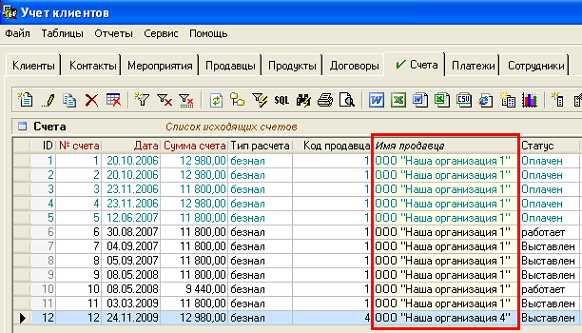 Учет клиентов
Файл Таблицы Отчеты Сервис Помощь
Клиенты Контакты Мероприятия Продавцы Продукты Договоры Счета Платежи Сотрудники
SQL W X W CSU
Счета Список исходящих счетов
ID № счета Дата Сумма счета Тип расчета Код продавца Имя продавца Статус
1 1 20.10.2006 12 980,00 безнал 1 ООО "Наша организация 1" Оплачен
2 2 20.10.2006 12 980,00 безнал 1 ООО "Наша организация 1" Оплачен
3 3 23.11.2006 11 800,00 безнал 1 ООО "Наша организация 1" Оплачен
4 4 23.11.2006 12 980,00 безнал 1 ООО "Наша организация 1" Оплачен
5 5 12.06.2007 11 800,00 безнал 1 ООО "Наша организация 1" Оплачен
6 6 30.08.2007 11 800,00 безнал 1 ООО "Наша организация 1" работает
7 7 04.09.2007 11 800,00 безнал 1 ООО "Наша организация 1" Выставлен
8 8 05.09.2007 11 800,00 безнал 1 ООО "Наша организация 1" Выставлен
9 9 08.05.2008 11 800,00 безнал 1 ООО "Наша организация 1" Выставлен
10 10 08.05.2008 9 440,00 безнал 1 ООО "Наша организация 1" работает
11 11 03.03.2009 11 800,00 безнал 1 ООО "Наша организация 1" Выставлен
12 12 24.11.2009 12 980,00 безнал 4 ООО "Наша организация 4" Выставлен